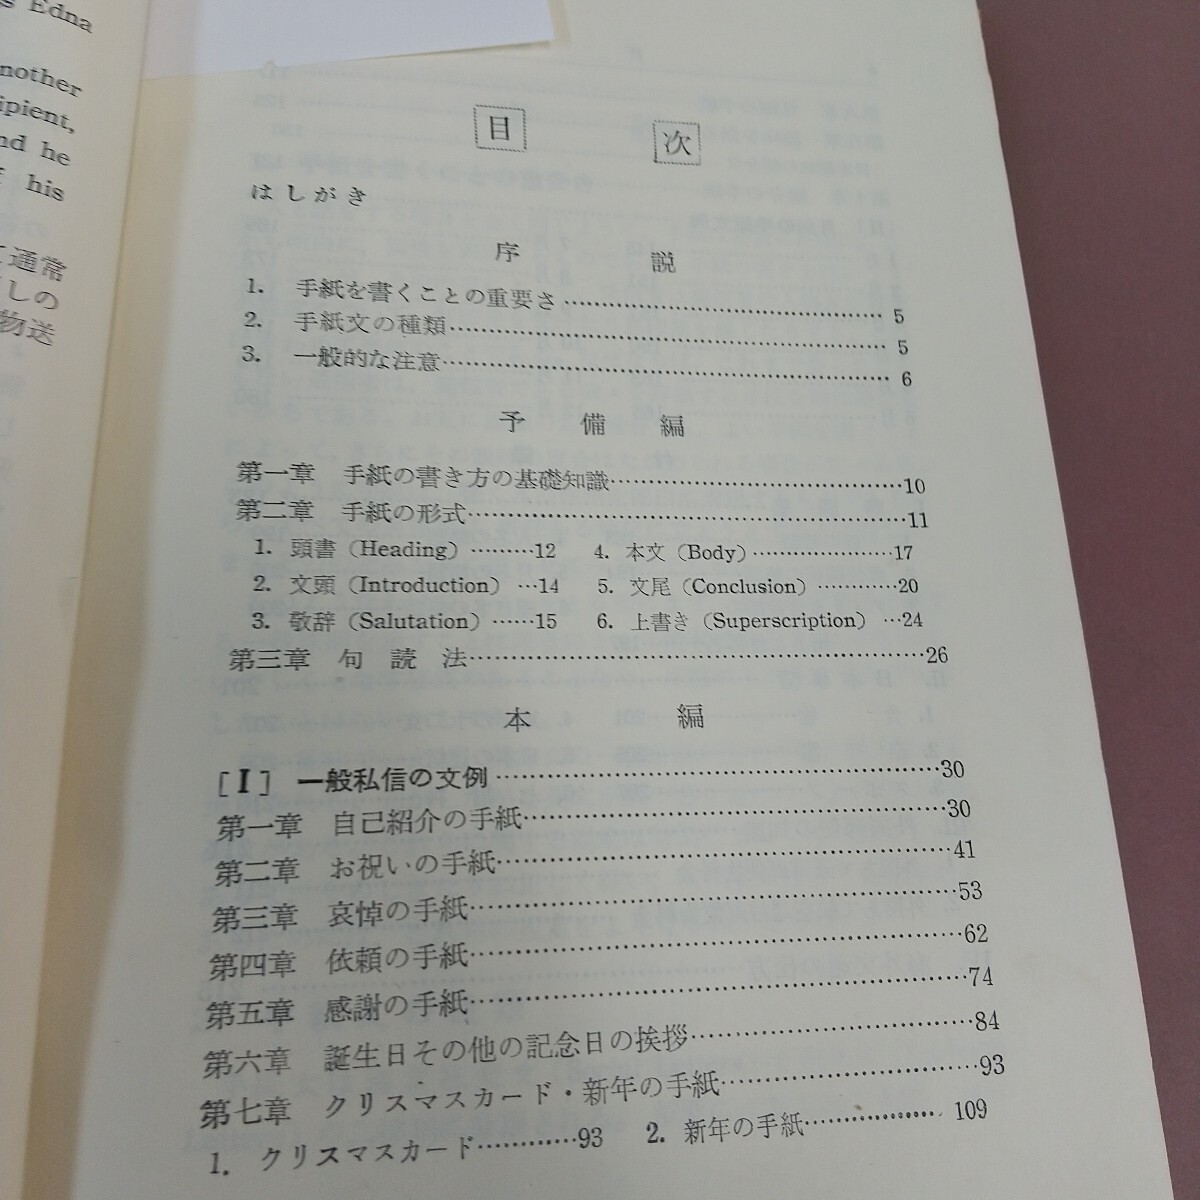 s Edna
nother
ipient,
nd he
his
通常
しの
物送
目次
はしがき
序説
1. 手紙を書くことの重要さ………5
2. 手紙文の種類………5
3. 一般的な注意………6
予備編
第一章 手紙の書き方の基礎知識………10
第二章 手紙の形式………11
1. 頭書（Heading）………12 4. 本文（Body）………17
2. 文頭（Introduction）…14 5. 文尾（Conclusion）………20
3. 敬辞（Salutation）……15 6. 上書き（Superscription）…24
第三章 句読法………26
本編
［I］ 一般私信の文例………30
第一章 自己紹介の手紙………30
第二章 お祝いの手紙………41
第三章 哀悼の手紙………53
第四章 依頼の手紙………62
第五章 感謝の手紙………74
第六章 誕生日その他の記念日の挨拶………84
第七章 クリスマスカード・新年の手紙………93
1. クリスマスカード………93 2. 新年の手紙………109